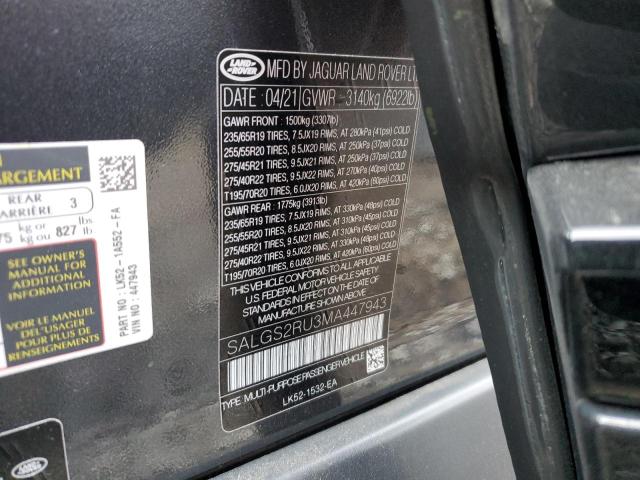 LAND ROVER
MFD BY JAGUAR LAND ROVER
DATE: 04/21 GVWR - 3140kg (6922lb)
GAWR FRONT : 1500kg (3307lb)
235/65R19 TIRES, 7.5JX19 RIMS, AT 280kPa (41psi) COLD
255/55R20 TIRES, 8.5JX20 RIMS, AT 250kPa (37psi) COLD
275/45R21 TIRES, 9.5JX21 RIMS, AT 250kPa (37psi) COLD
275/40R22 TIRES, 9.5JX22 RIMS, AT 270kPa (40psi) COLD
T195/70R20 TIRES, 6.0JX20 RIMS, AT 420kPa (60psi) COLD
GAWR REAR : 1775kg (3913lb)
235/65R19 TIRES, 7.5JX19 RIMS, AT 330kPa (48psi) COLD
255/55R20 TIRES, 8.5JX20 RIMS, AT 310kPa (45psi) COLD
275/45R21 TIRES, 9.5JX21 RIMS, AT 310kPa (45psi) COLD
275/40R22 TIRES, 9.5JX22 RIMS, AT 330kPa (48psi) COLD
T195/70R20 TIRES, 6.0JX20 RIMS, AT 420kPa (60psi) COLD
THIS VEHICLE CONFORMS TO ALL APPLICABLE
U.S. FEDERAL MOTOR VEHICLE SAFETY
STANDARDS IN EFFECT ON THE DATE OF
MANUFACTURE SHOWN ABOVE.
SALGS2RU3MA447943
TYPE: MULTI-PURPOSE PASSENGER VEHICLE
LK52-1532-EA
ARGEMENT
REAR 3
ARRIÈRE
75 kg or 827 lbs
kg ou lb
SEE OWNER'S
MANUAL FOR
ADDITIONAL
INFORMATION
VOIR LE MANUEL
DE L'USAGER
POUR PLUS DE
RENSEIGNEMENTS
PART NO : LK52-1A552-FA
VIN NO : 447943
LAND ROVER